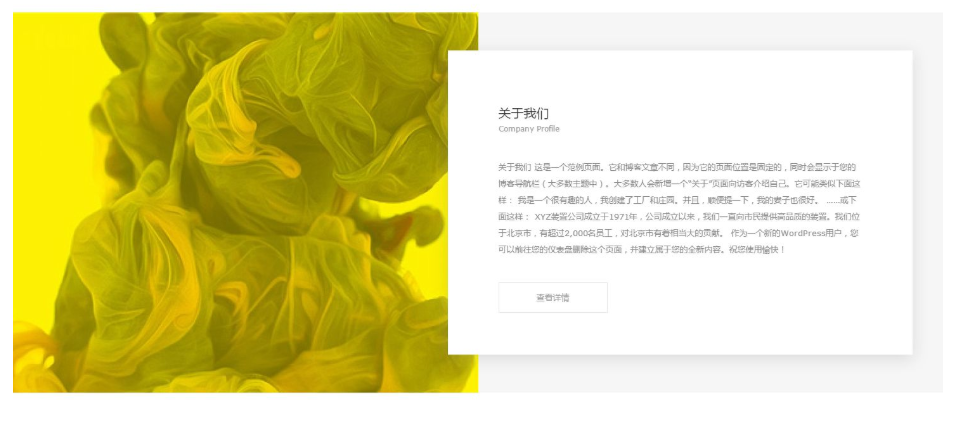 关于我们
Company Profile
关于我们 这是一个范例页面。它和博客文章不同，因为它的页面位置是固定的，同时会显示于您的
博客导航栏（大多数主题中）。大多数人会新增一个“关于”页面向访客介绍自己。它可能类似下面这
样： 我是一个很有趣的人，我创建了工厂和庄园。并且，顺便提一下，我的妻子也很好。 ……或下
面这样： XYZ装置公司成立于1971年，公司成立以来，我们一直向市民提供高品质的装置。我们位
于北京市，有超过2,000名员工，对北京市有着相当大的贡献。 作为一个新的WordPress用户，您
可以前往您的仪表盘删除这个页面，并建立属于您的全新内容。祝您使用愉快！
查看详情